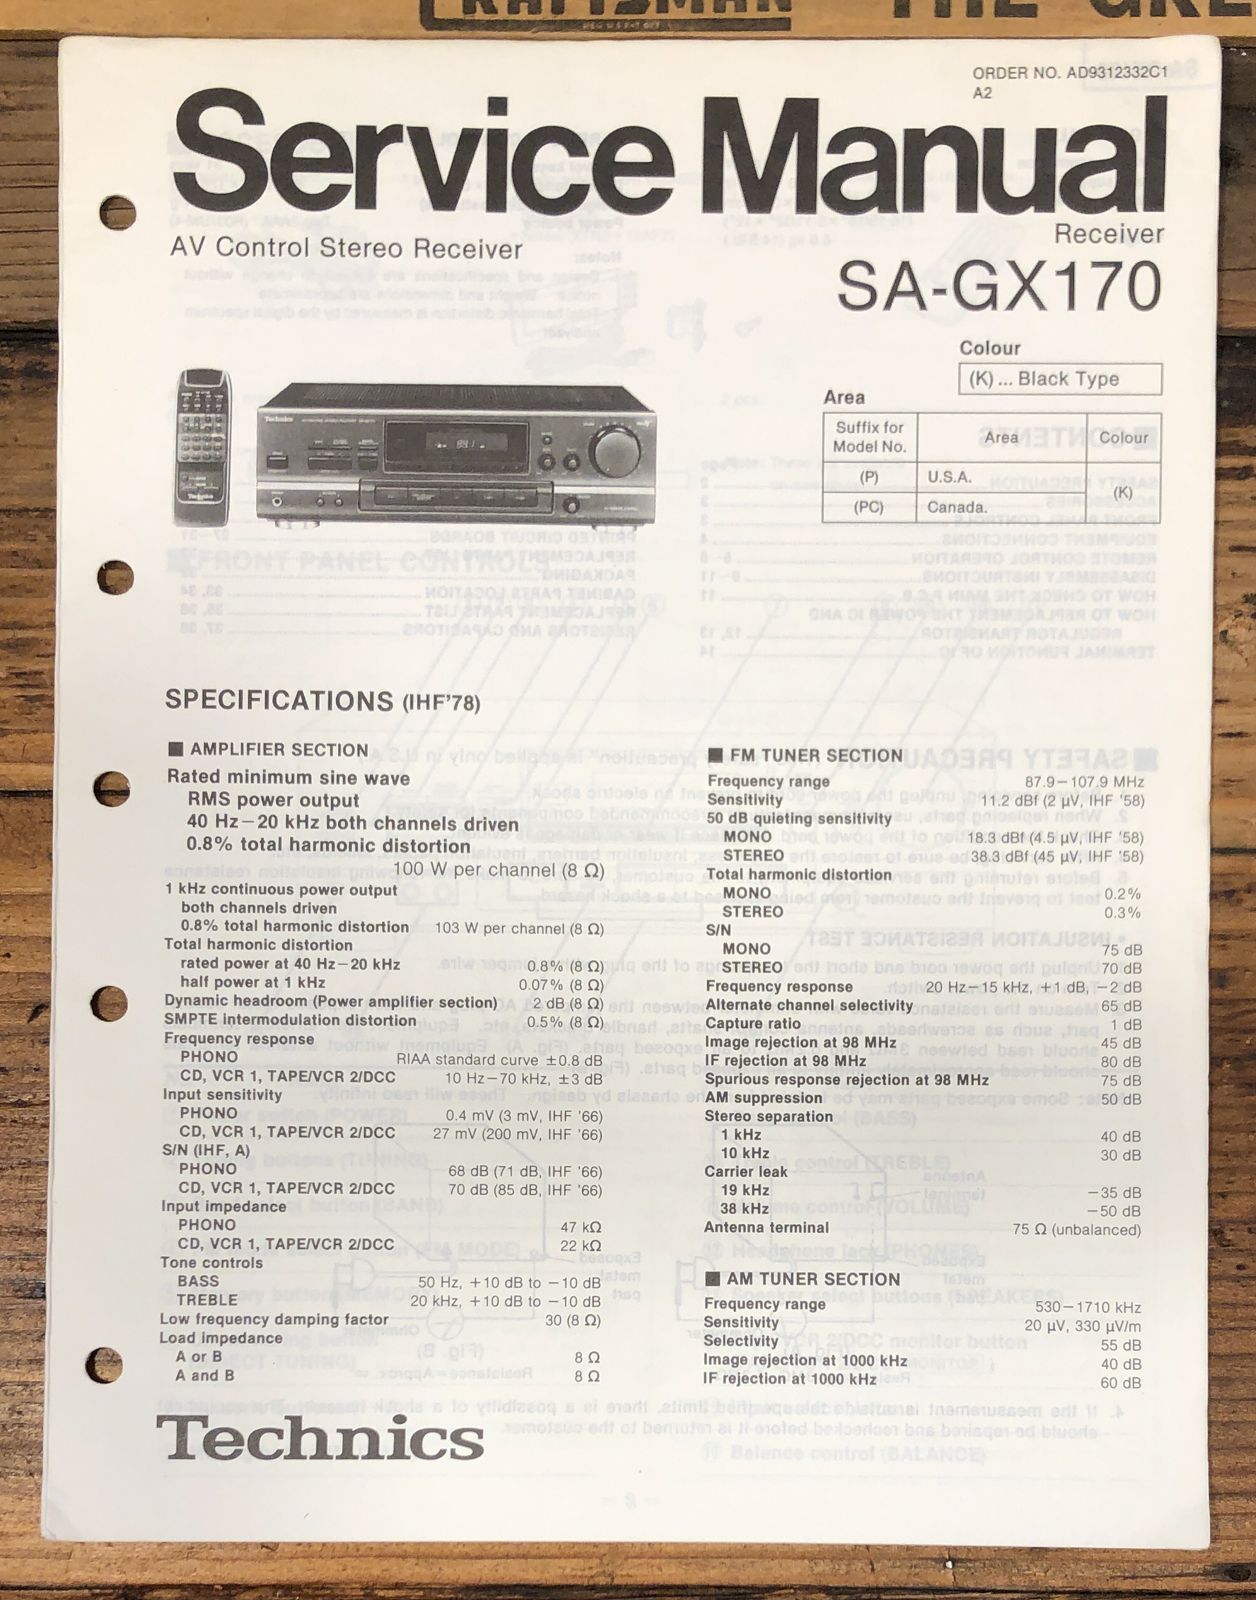 CRAFTSMAN
THE GRE
ORDER NO. AD9312332C1
A2
Service Manual
AV Control Stereo Receiver
Receiver
SA-GX170
Colour
(K) ... Black Type
Area
Suffix for Model No. Area Colour
(P) U.S.A. (K)
(PC) Canada.
Technics
Technics
SPECIFICATIONS (IHF'78)
■ AMPLIFIER SECTION
Rated minimum sine wave
RMS power output
40 Hz–20 kHz both channels driven
0.8% total harmonic distortion
100 W per channel (8 Ω)
1 kHz continuous power output
both channels driven
0.8% total harmonic distortion 103 W per channel (8 Ω)
Total harmonic distortion
rated power at 40 Hz–20 kHz 0.8% (8 Ω)
half power at 1 kHz 0.07% (8 Ω)
Dynamic headroom (Power amplifier section) 2 dB (8 Ω)
SMPTE intermodulation distortion 0.5% (8 Ω)
Frequency response
PHONO RIAA standard curve ±0.8 dB
CD, VCR 1, TAPE/VCR 2/DCC 10 Hz–70 kHz, ±3 dB
Input sensitivity
PHONO 0.4 mV (3 mV, IHF '66)
CD, VCR 1, TAPE/VCR 2/DCC 27 mV (200 mV, IHF '66)
S/N (IHF, A)
PHONO 68 dB (71 dB, IHF '66)
CD, VCR 1, TAPE/VCR 2/DCC 70 dB (85 dB, IHF '66)
Input impedance
PHONO 47 kΩ
CD, VCR 1, TAPE/VCR 2/DCC 22 kΩ
Tone controls
BASS 50 Hz, +10 dB to −10 dB
TREBLE 20 kHz, +10 dB to −10 dB
Low frequency damping factor 30 (8 Ω)
Load impedance
A or B 8 Ω
A and B 8 Ω
■ FM TUNER SECTION
Frequency range 87.9–107.9 MHz
Sensitivity 11.2 dBf (2 µV, IHF '58)
50 dB quieting sensitivity
MONO 18.3 dBf (4.5 µV, IHF '58)
STEREO 38.3 dBf (45 µV, IHF '58)
Total harmonic distortion
MONO 0.2%
STEREO 0.3%
S/N
MONO 75 dB
STEREO 70 dB
Frequency response 20 Hz–15 kHz, +1 dB, −2 dB
Alternate channel selectivity 65 dB
Capture ratio 1 dB
Image rejection at 98 MHz 45 dB
IF rejection at 98 MHz 80 dB
Spurious response rejection at 98 MHz 75 dB
AM suppression 50 dB
Stereo separation
1 kHz 40 dB
10 kHz 30 dB
Carrier leak
19 kHz −35 dB
38 kHz −50 dB
Antenna terminal 75 Ω (unbalanced)
■ AM TUNER SECTION
Frequency range 530–1710 kHz
Sensitivity 20 µV, 330 µV/m
Selectivity 55 dB
Image rejection at 1000 kHz 40 dB
IF rejection at 1000 kHz 60 dB
Technics